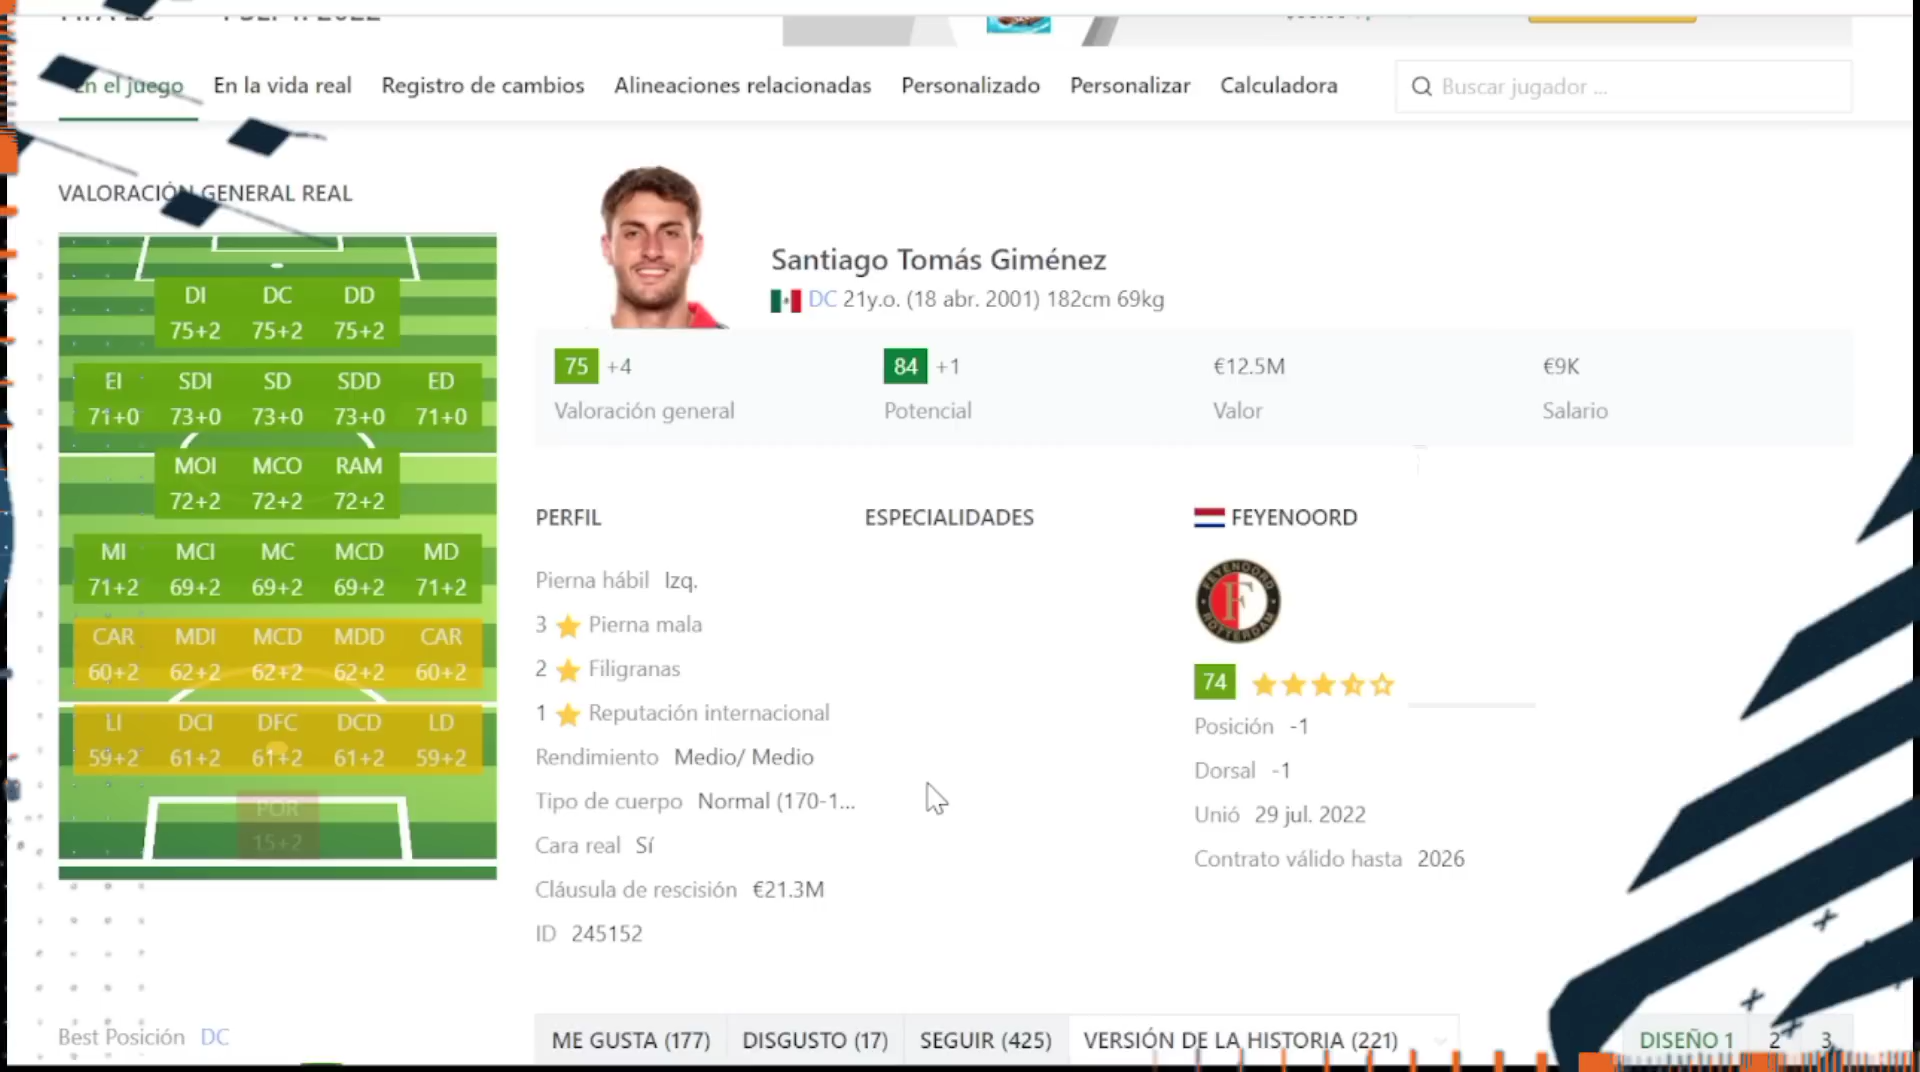 En el juego En la vida real Registro de cambios Alineaciones relacionadas Personalizado Personalizar Calculadora Buscar jugador ...
VALORACIÓN GENERAL REAL
DI DC DD
75+2 75+2 75+2
EI SDI SD SDD ED
71+0 73+0 73+0 73+0 71+0
MOI MCO RAM
72+2 72+2 72+2
MI MCI MC MCD MD
71+2 69+2 69+2 69+2 71+2
CAR MDI MCD MDD CAR
60+2 62+2 62+2 62+2 60+2
LI DCI DFC DCD LD
59+2 61+2 61+2 61+2 59+2
POR
15+2
Best Posición DC
Santiago Tomás Giménez
DC 21y.o. (18 abr. 2001) 182cm 69kg
75 +4 84 +1 €12.5M €9K
Valoración general Potencial Valor Salario
PERFIL
Pierna hábil Izq.
3 Pierna mala
2 Filigranas
1 Reputación internacional
Rendimiento Medio/ Medio
Tipo de cuerpo Normal (170-1...
Cara real Sí
Cláusula de rescisión €21.3M
ID 245152
ESPECIALIDADES
FEYENOORD
FEYENOORD
F
ROTTERDAM
74
Posición -1
Dorsal -1
Unió 29 jul. 2022
Contrato válido hasta 2026
ME GUSTA (177) DISGUSTO (17) SEGUIR (425) VERSIÓN DE LA HISTORIA (221)
DISEÑO 1 2 3